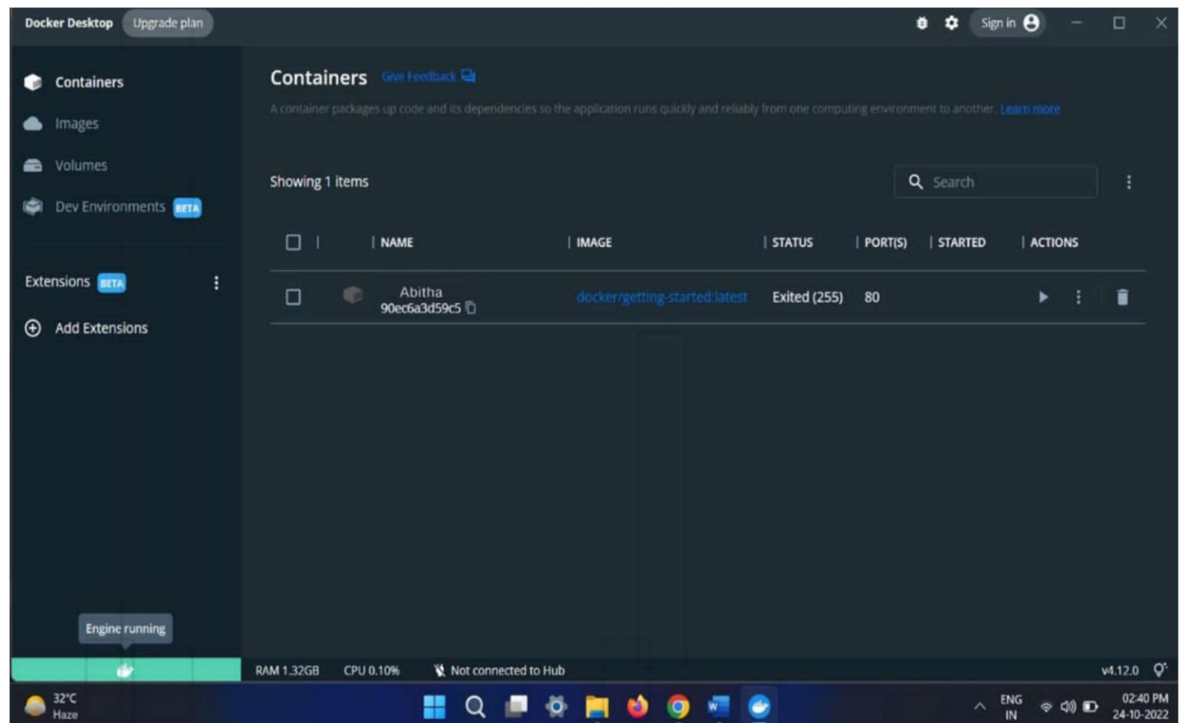 Docker Desktop Upgrade plan Sign in
Containers
Images
Volumes
Dev Environments BETA
Extensions BETA
Add Extensions
Containers Give Feedback
A container packages up code and its dependencies so the application runs quickly and reliably from one computing environment to another. Learn more
Showing 1 items
Search
NAME IMAGE STATUS PORT(S) STARTED ACTIONS
Abitha docker/getting-started:latest Exited (255) 80
90ec6a3d59c5
Engine running
RAM 1.32GB CPU 0.10% Not connected to Hub v4.12.0
32°C
Haze
W
ENG
IN
02:40 PM
24-10-2022